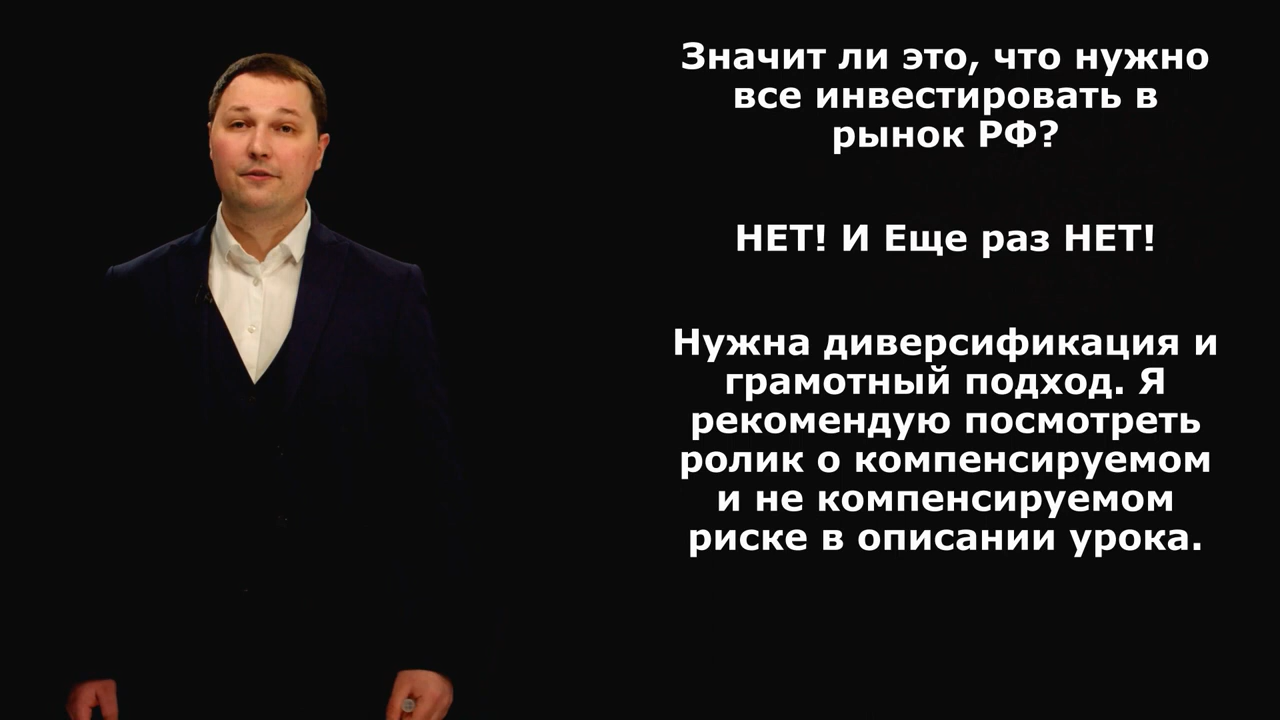 Значит ли это, что нужно
все инвестировать в
рынок РФ?
НЕТ! И Еще раз НЕТ!
Нужна диверсификация и
грамотный подход. Я
рекомендую посмотреть
ролик о компенсируемом
и не компенсируемом
риске в описании урока.